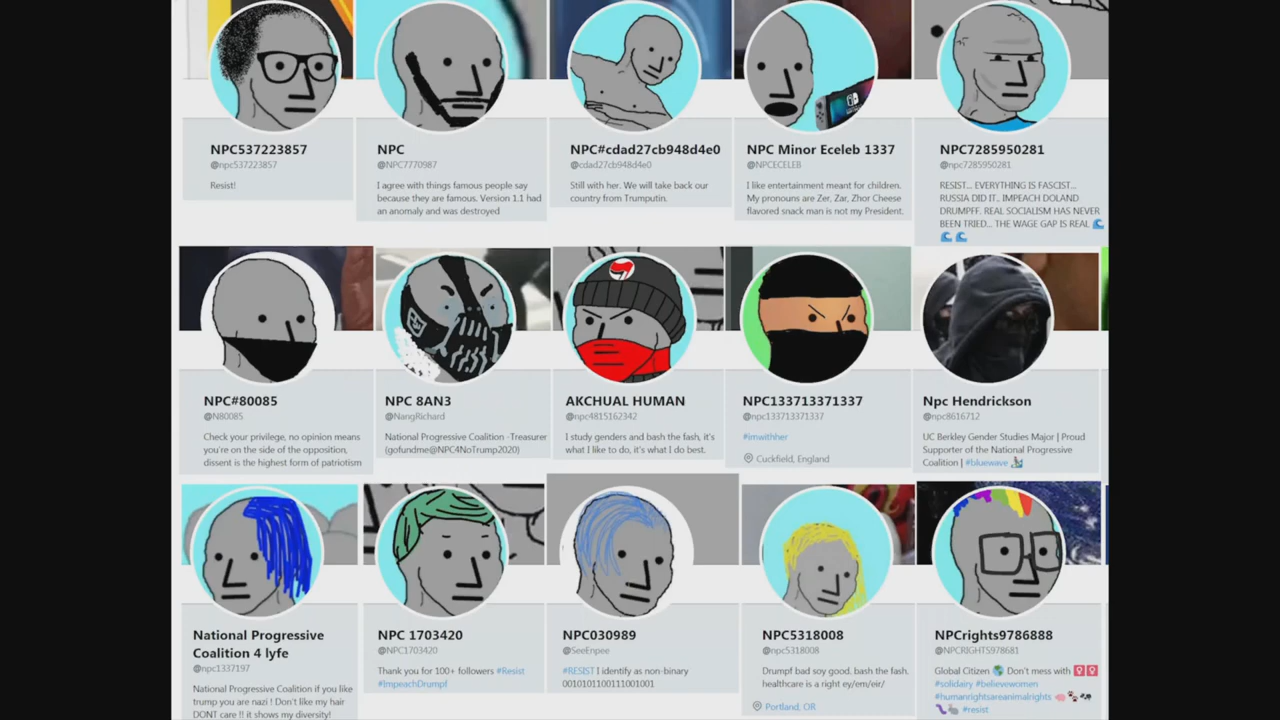 NPC537223857
@npc537223857
Resist!
NPC
@NPC7770987
I agree with things famous people say
because they are famous. Version 1.1 had
an anomaly and was destroyed
NPC#cdad27cb948d4e0
@cdad27cb948d4e0
Still with her. We will take back our
country from Trumputin.
NPC Minor Eceleb 1337
@NPCECELEB
I like entertainment meant for children.
My pronouns are Zer, Zar, Zhor Cheese
flavored snack man is not my President.
NPC7285950281
@npc7285950281
RESIST... EVERYTHING IS FASCIST...
RUSSIA DID IT.. IMPEACH DOLAND
DRUMPFF. REAL SOCIALISM HAS NEVER
BEEN TRIED... THE WAGE GAP IS REAL 🌊
🌊 🌊
NPC#80085
@N80085
Check your privilege, no opinion means
you're on the side of the opposition,
dissent is the highest form of patriotism
NPC 8AN3
@NangRichard
National Progressive Coalition -Treasurer
(gofundme@NPC4NoTrump2020)
AKCHUAL HUMAN
@npc4815162342
I study genders and bash the fash, it's
what I like to do, it's what I do best.
NPC133713371337
@npc133713371337
#imwithher
Cuckfield, England
Npc Hendrickson
@npc8616712
UC Berkley Gender Studies Major | Proud
Supporter of the National Progressive
Coalition | #bluewave
National Progressive
Coalition 4 lyfe
@npc1337197
National Progressive Coalition if you like
trump you are nazi ! Don't like my hair
DONT care !! it shows my diversity!
NPC 1703420
@NPC1703420
Thank you for 100+ followers #Resist
#ImpeachDrumpf
NPC030989
@SeeEnpee
#RESIST I identify as non-binary
0010101100111001001
NPC5318008
@npc5318008
Drumpf bad soy good. bash the fash.
healthcare is a right ey/em/eir/
Portland, OR
NPCrights9786888
@NPCRIGHTS978681
Global Citizen 🌎 Don't mess with 🚺🚺
#solidairy #believewomen
#humanrightsareanimalrights
#resist